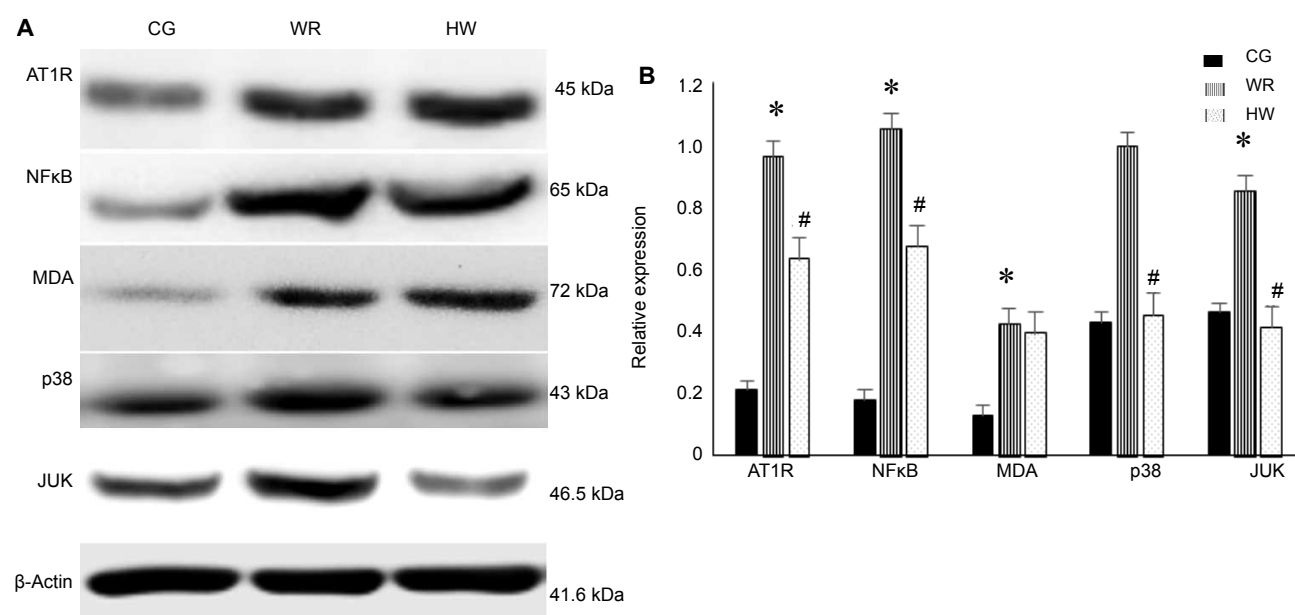 A
CG WR HW
AT1R 45 kDa
NFκB 65 kDa
MDA 72 kDa
p38 43 kDa
JUK 46.5 kDa
β-Actin 41.6 kDa
B
CG
WR
HW
Relative expression
1.2
1.0
0.8
0.6
0.4
0.2
0
* * * *
# # # #
AT1R NFκB MDA p38 JUK